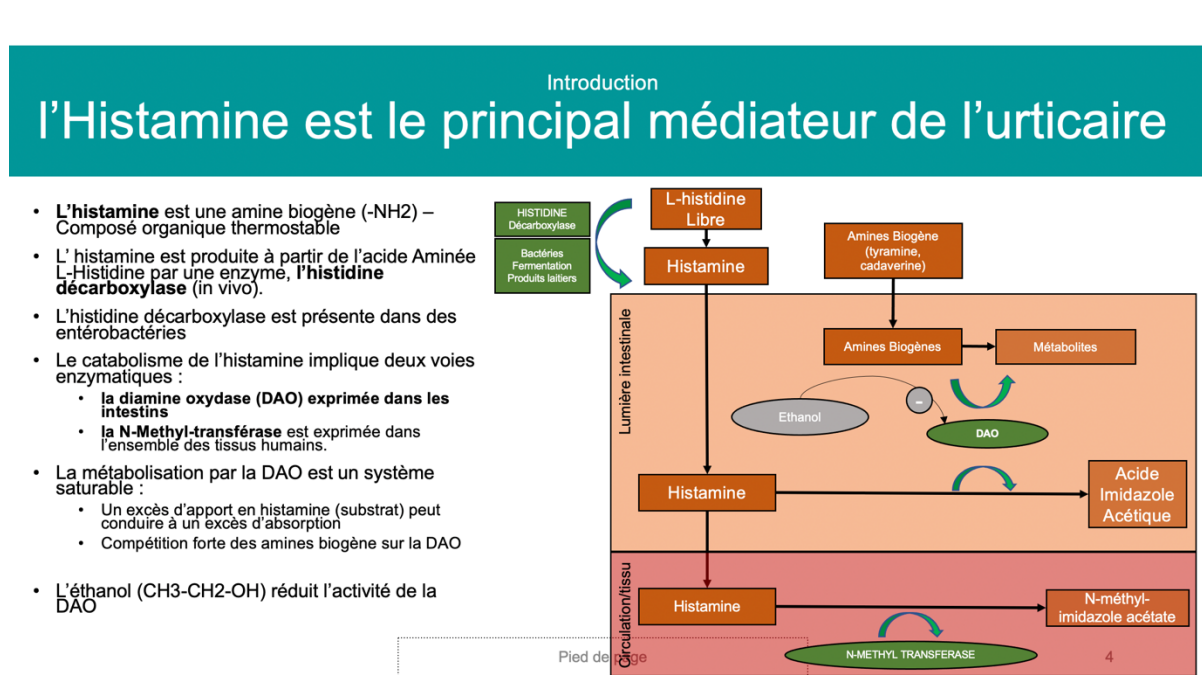 Introduction
l'Histamine est le principal médiateur de l'urticaire
• L'histamine est une amine biogène (-NH2) –
Composé organique thermostable
• L' histamine est produite à partir de l'acide Aminée
L-Histidine par une enzyme, l'histidine
décarboxylase (in vivo).
• L'histidine décarboxylase est présente dans des
entérobactéries
• Le catabolisme de l'histamine implique deux voies
enzymatiques :
• la diamine oxydase (DAO) exprimée dans les
intestins
• la N-Methyl-transférase est exprimée dans
l'ensemble des tissus humains.
• La métabolisation par la DAO est un système
saturable :
• Un excès d'apport en histamine (substrat) peut
conduire à un excès d'absorption
• Compétition forte des amines biogène sur la DAO
• L'éthanol (CH3-CH2-OH) réduit l'activité de la
DAO
HISTIDINE
Décarboxylase
Bactéries
Fermentation
Produits laitiers
L-histidine
Libre
Histamine
Amines Biogène
(tyramine,
cadaverine)
Lumière intestinale
Amines Biogènes
Métabolites
Ethanol
-
DAO
Histamine
Acide
Imidazole
Acétique
Circulation/tissu
Histamine
N-méthyl-
imidazole acétate
N-METHYL TRANSFERASE
Pied de page
4